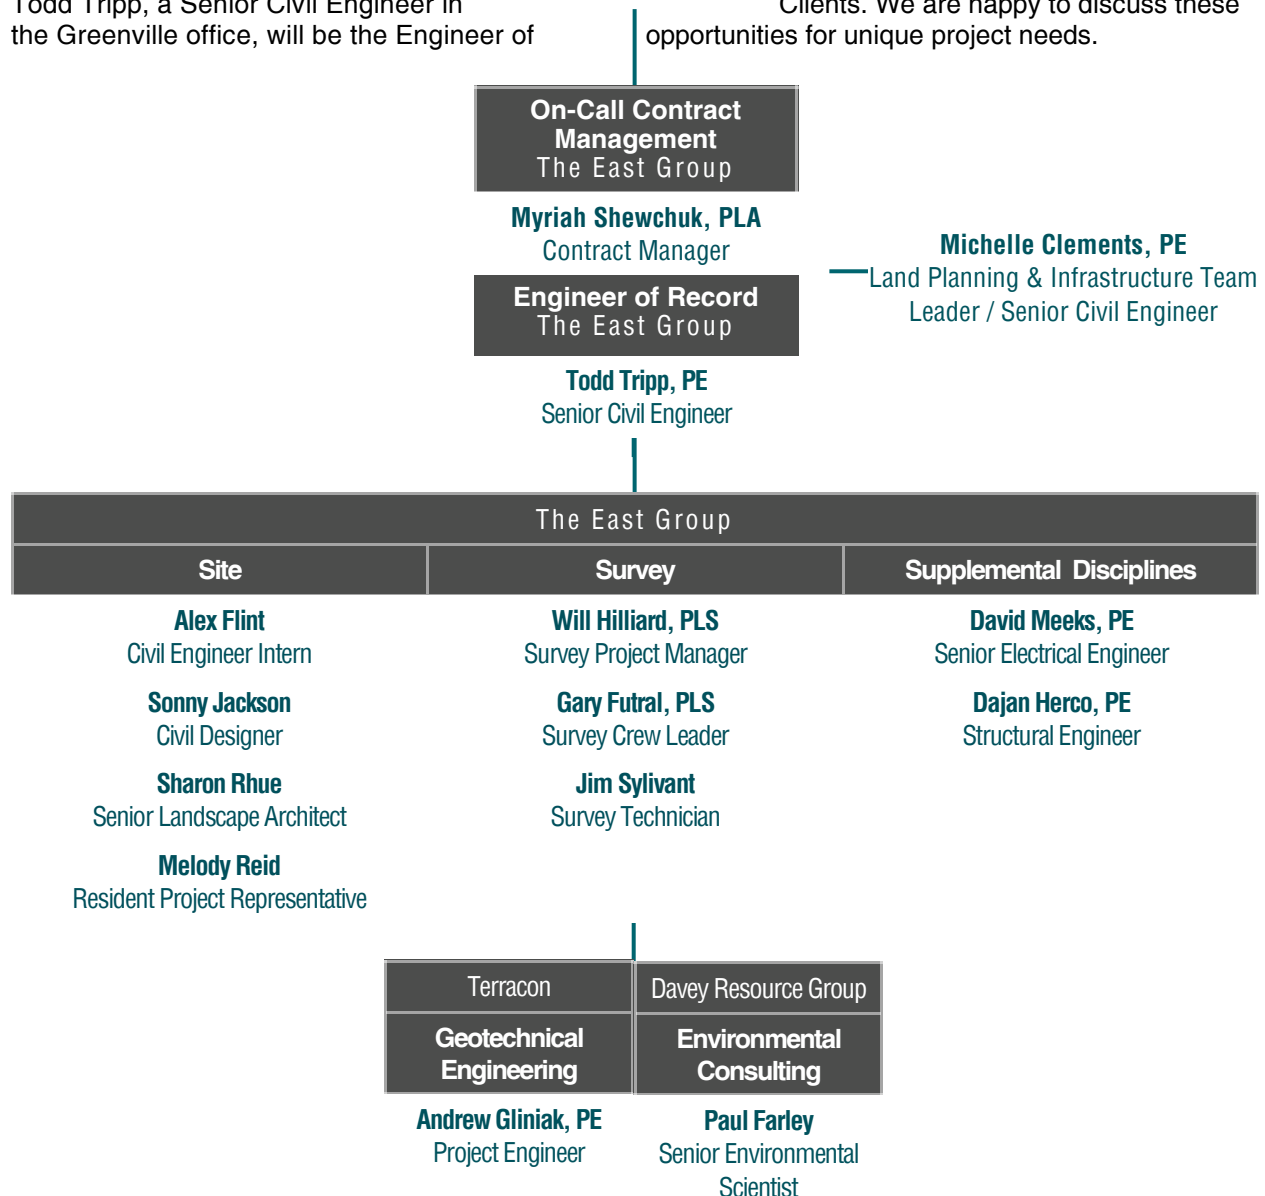 Todd Tripp, a Senior Civil Engineer in
the Greenville office, will be the Engineer of
Clients. We are happy to discuss these
opportunities for unique project needs.
On-Call Contract
Management
The East Group
Myriah Shewchuk, PLA
Contract Manager
Michelle Clements, PE
Land Planning & Infrastructure Team
Leader / Senior Civil Engineer
Engineer of Record
The East Group
Todd Tripp, PE
Senior Civil Engineer
The East Group
Site
Survey
Supplemental Disciplines
Alex Flint
Civil Engineer Intern
Sonny Jackson
Civil Designer
Sharon Rhue
Senior Landscape Architect
Melody Reid
Resident Project Representative
Will Hilliard, PLS
Survey Project Manager
Gary Futral, PLS
Survey Crew Leader
Jim Sylivant
Survey Technician
David Meeks, PE
Senior Electrical Engineer
Dajan Herco, PE
Structural Engineer
Terracon
Geotechnical
Engineering
Andrew Gliniak, PE
Project Engineer
Davey Resource Group
Environmental
Consulting
Paul Farley
Senior Environmental
Scientist